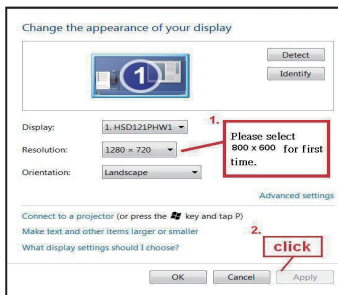 Change the appearance of your display
1
Detect
Identify
Display:
1. HSD121PHW1
1.
Resolution:
1280 × 720
Please select
800 x 600 for first
time.
Orientation:
Landscape
Advanced settings
Connect to a projector (or press the key and tap P)
Make text and other items larger or smaller
2.
What display settings should I choose?
click
OK
Cancel
Apply